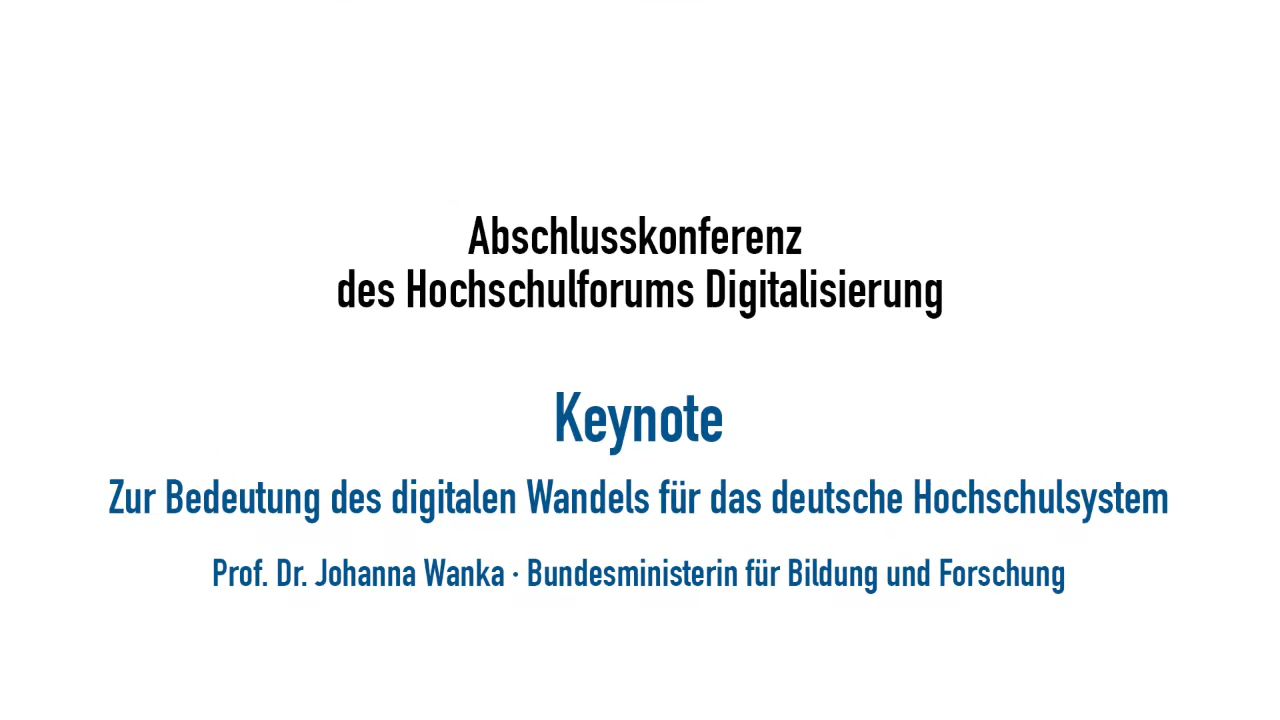 Abschlusskonferenz
des Hochschulforums Digitalisierung
Keynote
Zur Bedeutung des digitalen Wandels für das deutsche Hochschulsystem
Prof. Dr. Johanna Wanka · Bundesministerin für Bildung und Forschung